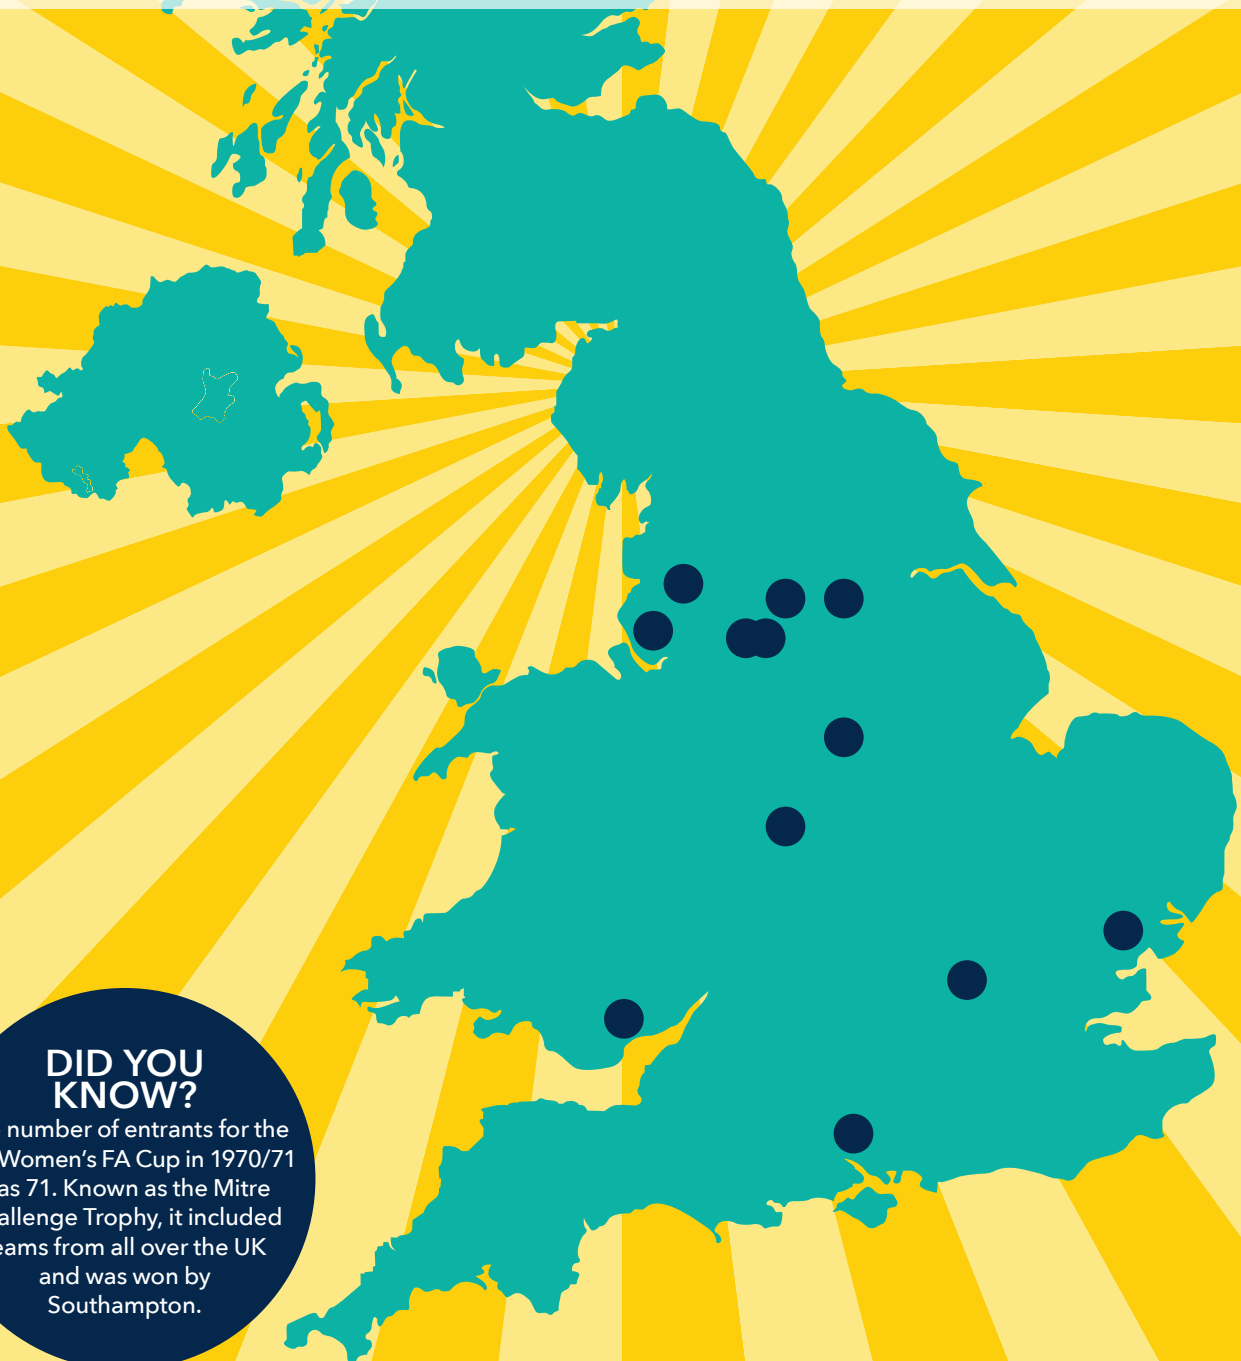 DID YOU
KNOW?
number of entrants for the
Women's FA Cup in 1970/71
as 71. Known as the Mitre
allenge Trophy, it included
eams from all over the UK
and was won by
Southampton.